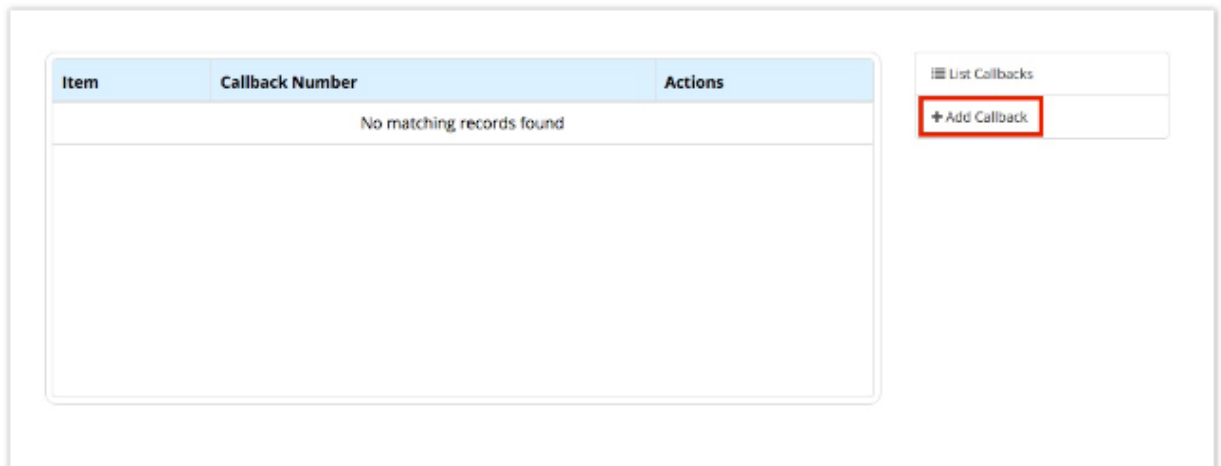 Item Callback Number Actions
No matching records found
List Callbacks
+ Add Callback